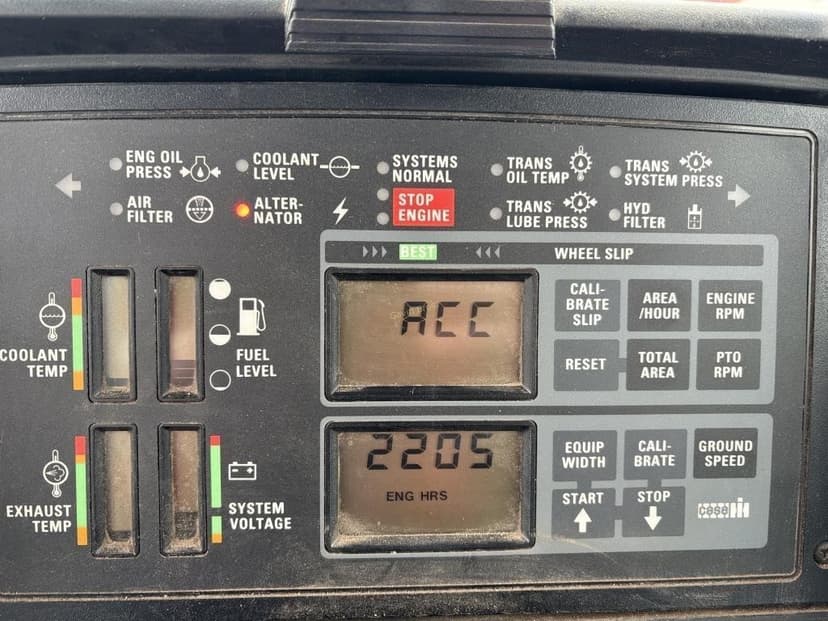 ENG OIL
PRESS
COOLANT
LEVEL
SYSTEMS
NORMAL
TRANS
OIL TEMP
TRANS
SYSTEM PRESS
AIR
FILTER
ALTER-
NATOR
STOP
ENGINE
TRANS
LUBE PRESS
HYD
FILTER
BEST
WHEEL SLIP
COOLANT
TEMP
FUEL
LEVEL
ACC
CALI-
BRATE
SLIP
AREA
/HOUR
ENGINE
RPM
RESET
TOTAL
AREA
PTO
RPM
EXHAUST
TEMP
SYSTEM
VOLTAGE
2205
ENG HRS
EQUIP
WIDTH
CALI-
BRATE
GROUND
SPEED
START
STOP
case IH